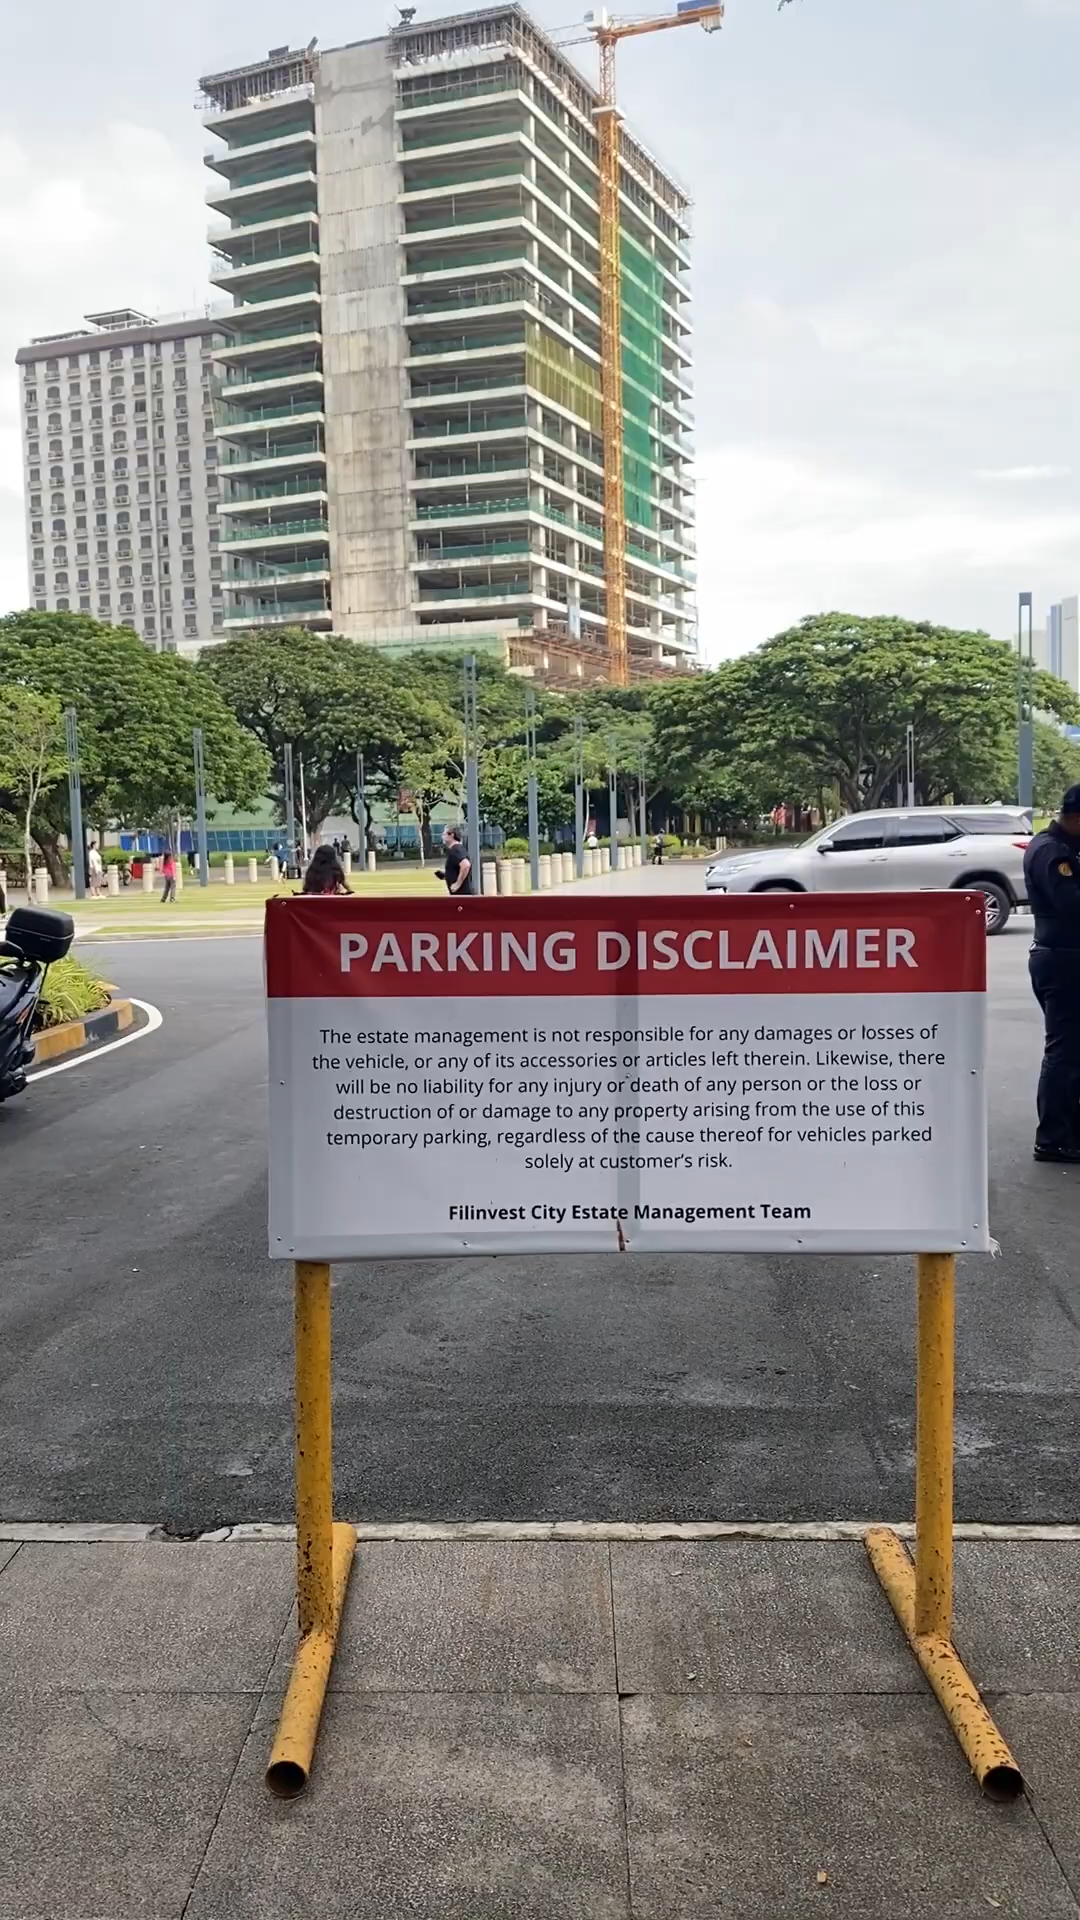 PARKING DISCLAIMER
The estate management is not responsible for any damages or losses of
the vehicle, or any of its accessories or articles left therein. Likewise, there
will be no liability for any injury or death of any person or the loss or
destruction of or damage to any property arising from the use of this
temporary parking, regardless of the cause thereof for vehicles parked
solely at customer's risk.
Filinvest City Estate Management Team